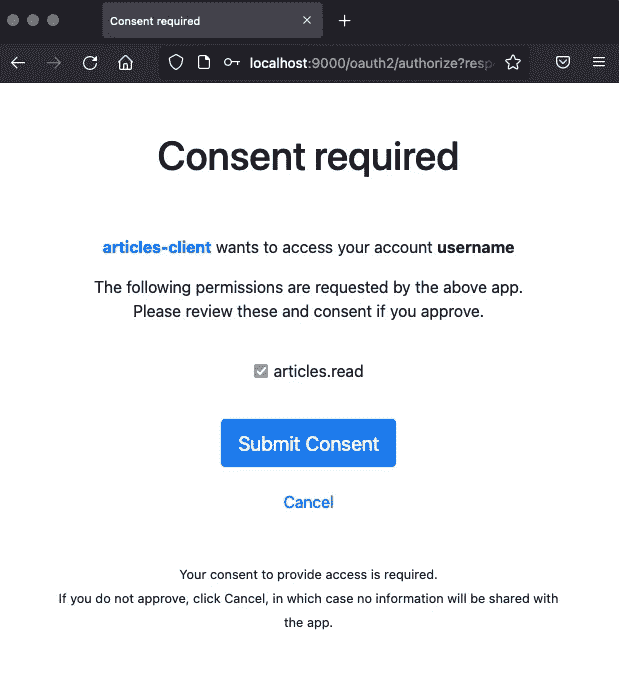 Consent required
localhost:9000/oauth2/authorize?resp
Consent required
articles-client wants to access your account username
The following permissions are requested by the above app.
Please review these and consent if you approve.
articles.read
Submit Consent
Cancel
Your consent to provide access is required.
If you do not approve, click Cancel, in which case no information will be shared with
the app.